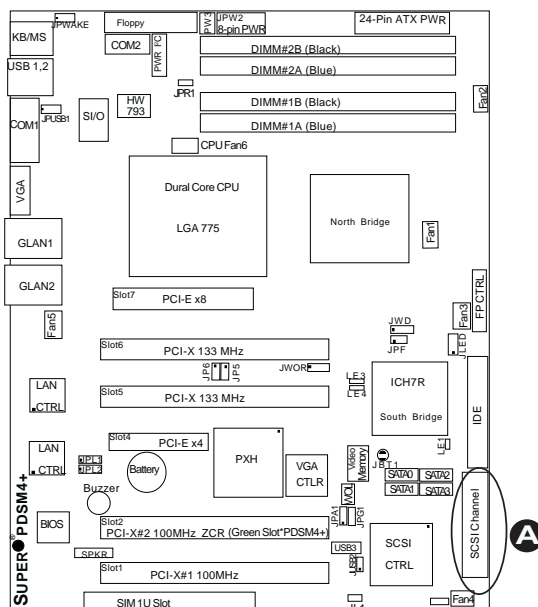 JPWAKE
Floppy
PW3
JPW2
8-pin PWR
24-Pin ATX PWR
KB/MS
COM2
PWR I²C
DIMM#2B (Black)
USB 1,2
DIMM#2A (Blue)
JPR1
Fan2
HW
793
DIMM#1B (Black)
JPUSB1
COM1
SI/O
DIMM#1A (Blue)
CPU Fan6
VGA
Dural Core CPU
LGA 775
North Bridge
Fan1
GLAN1
GLAN2
Slot7
PCI-E x8
FP CTRL
Fan5
Fan3
JWD
JPF
JLED
Slot6
PCI-X 133 MHz
JP6
JP5
JWOR
LE3
LE4
ICH7R
South Bridge
IDE
LAN
CTRL
Slot5
PCI-X 133 MHz
LE1
Slot4
PCI-E x4
LAN
CTRL
JPL1
JPL2
Battery
PXH
VGA
CTLR
Video
Memory
JBT1
SATA0
SATA2
SATA1
SATA3
WOL
Buzzer
SCSI Channel
A
BIOS
Slot2
PCI-X#2 100MHz ZCR (Green Slot*PDSM4+)
JPA1
JPG1
SCSI
CTRL
SUPER PDSM4+
SPKR
USB3
JUSB2
Slot1
PCI-X#1 100MHz
SIM 1U Slot
JL1
Fan4